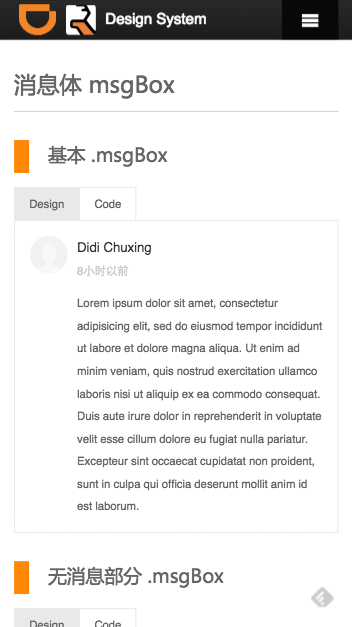 Design System
消息体 msgBox
基本 .msgBox
Design Code
Didi Chuxing
8小时以前
Lorem ipsum dolor sit amet, consectetur
adipisicing elit, sed do eiusmod tempor incididunt
ut labore et dolore magna aliqua. Ut enim ad
minim veniam, quis nostrud exercitation ullamco
laboris nisi ut aliquip ex ea commodo consequat.
Duis aute irure dolor in reprehenderit in voluptate
velit esse cillum dolore eu fugiat nulla pariatur.
Excepteur sint occaecat cupidatat non proident,
sunt in culpa qui officia deserunt mollit anim id
est laborum.
无消息部分 .msgBox
Design Code